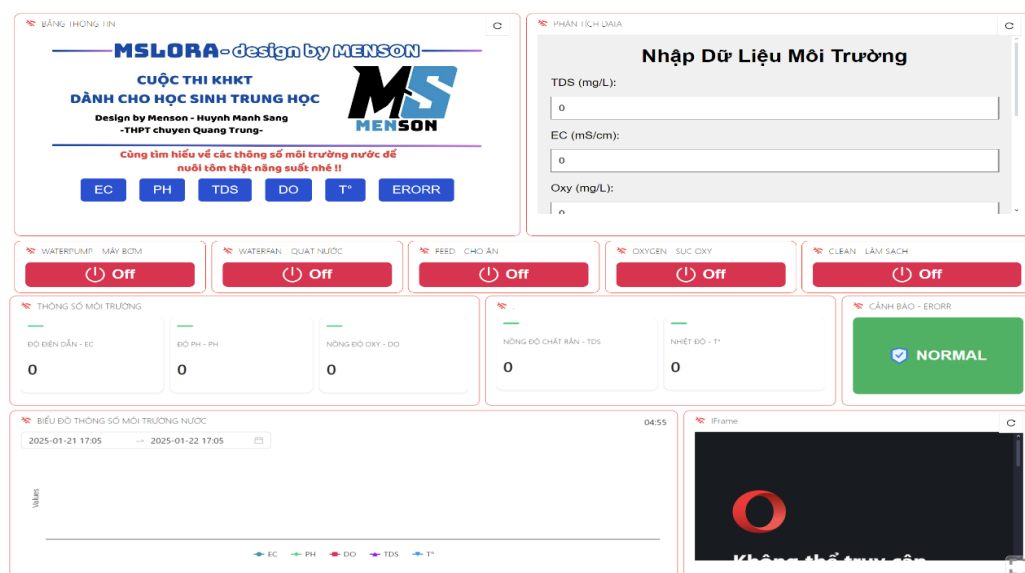 BẢNG THÔNG TIN
MSLORA - design by MENSON
CUỘC THI KHKT
DÀNH CHO HỌC SINH TRUNG HỌC
Design by Menson - Huynh Manh Sang
-THPT chuyen Quang Trung-
MS
MENSON
Cùng tìm hiểu về các thông số môi trường nước để
nuôi tôm thật năng suất nhé !!
EC PH TDS DO T° ERORR
PHÂN TÍCH DATA
Nhập Dữ Liệu Môi Trường
TDS (mg/L):
0
EC (mS/cm):
0
Oxy (mg/L):
0
WATERPUMP MÁY BƠM
Off
WATERFAN QUẠT NƯỚC
Off
FEED CHO ĂN
Off
OXYGEN SỤC OXY
Off
CLEAN LÀM SẠCH
Off
THÔNG SỐ MÔI TRƯỜNG
ĐỘ ĐIỆN DẪN - EC
0
ĐỘ PH - PH
0
NỒNG ĐỘ OXY - DO
0
.
NỒNG ĐỘ CHẤT RẮN - TDS
0
NHIỆT ĐỘ - T°
0
CẢNH BÁO - ERORR
NORMAL
BIỂU ĐỒ THÔNG SỐ MÔI TRƯỜNG NƯỚC
04:55
2025-01-21 17:05 → 2025-01-22 17:05
Values
EC PH DO TDS T°
IFrame
Không thể truy cập